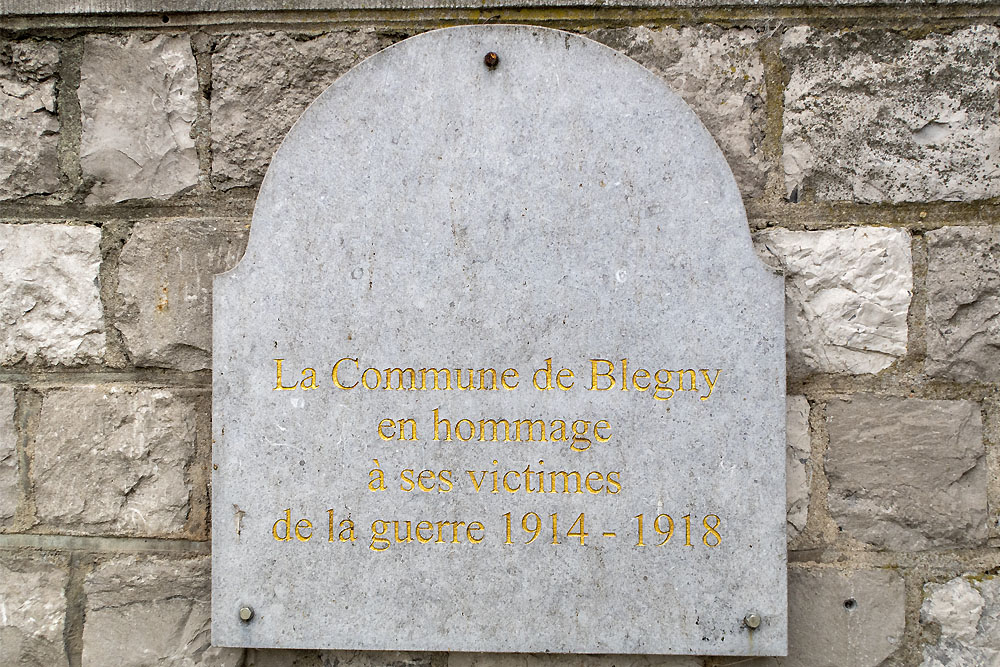 La Commune de Blegny
en hommage
à ses victimes
de la guerre 1914 - 1918